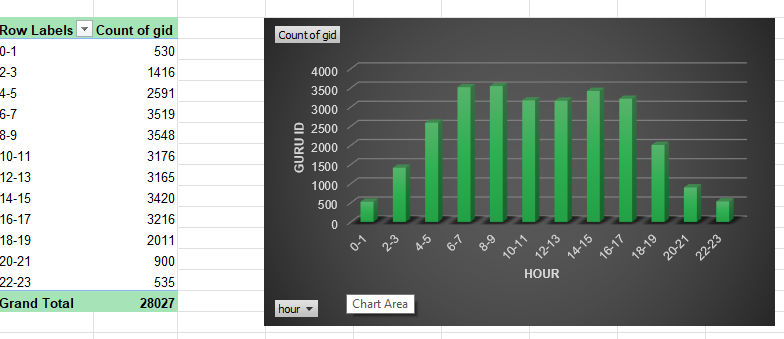 Row Labels Count of gid
0-1 530
2-3 1416
4-5 2591
6-7 3519
8-9 3548
10-11 3176
12-13 3165
14-15 3420
16-17 3216
18-19 2011
20-21 900
22-23 535
Grand Total 28027
Count of gid
4000
3500
3000
2500
2000
1500
1000
500
0
GURU ID
0-1 2-3 4-5 6-7 8-9 10-11 12-13 14-15 16-17 18-19 20-21 22-23
HOUR
hour
Chart Area